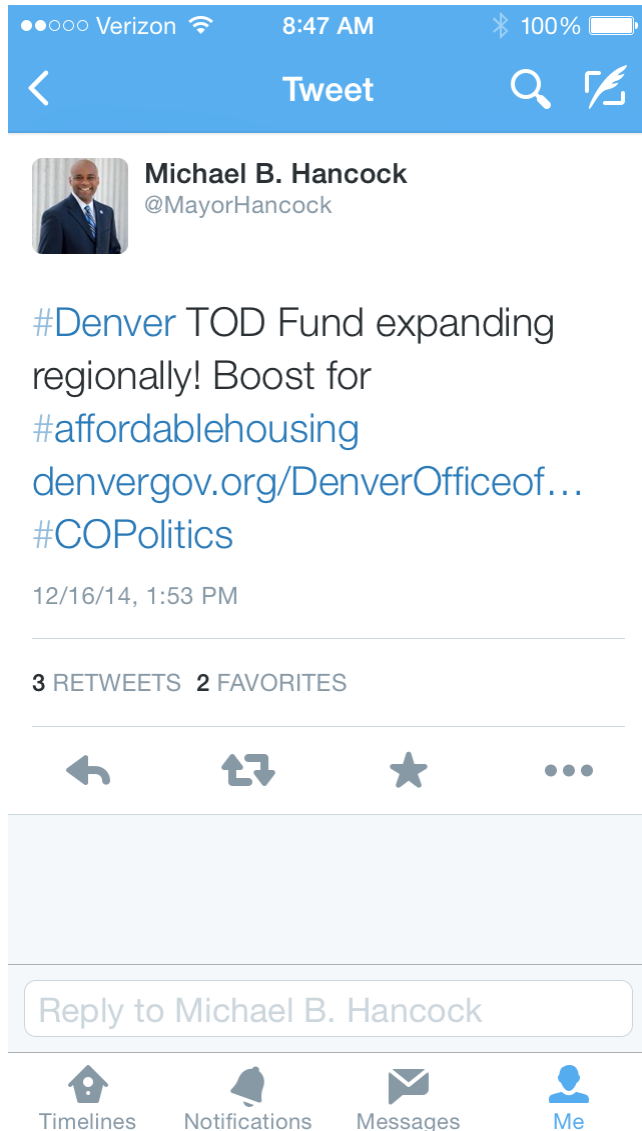 Verizon 8:47 AM 100%
Tweet
Michael B. Hancock
@MayorHancock
#Denver TOD Fund expanding
regionally! Boost for
#affordablehousing
denvergov.org/DenverOfficeof...
#COPolitics
12/16/14, 1:53 PM
3 RETWEETS 2 FAVORITES
Reply to Michael B. Hancock
Timelines Notifications Messages Me